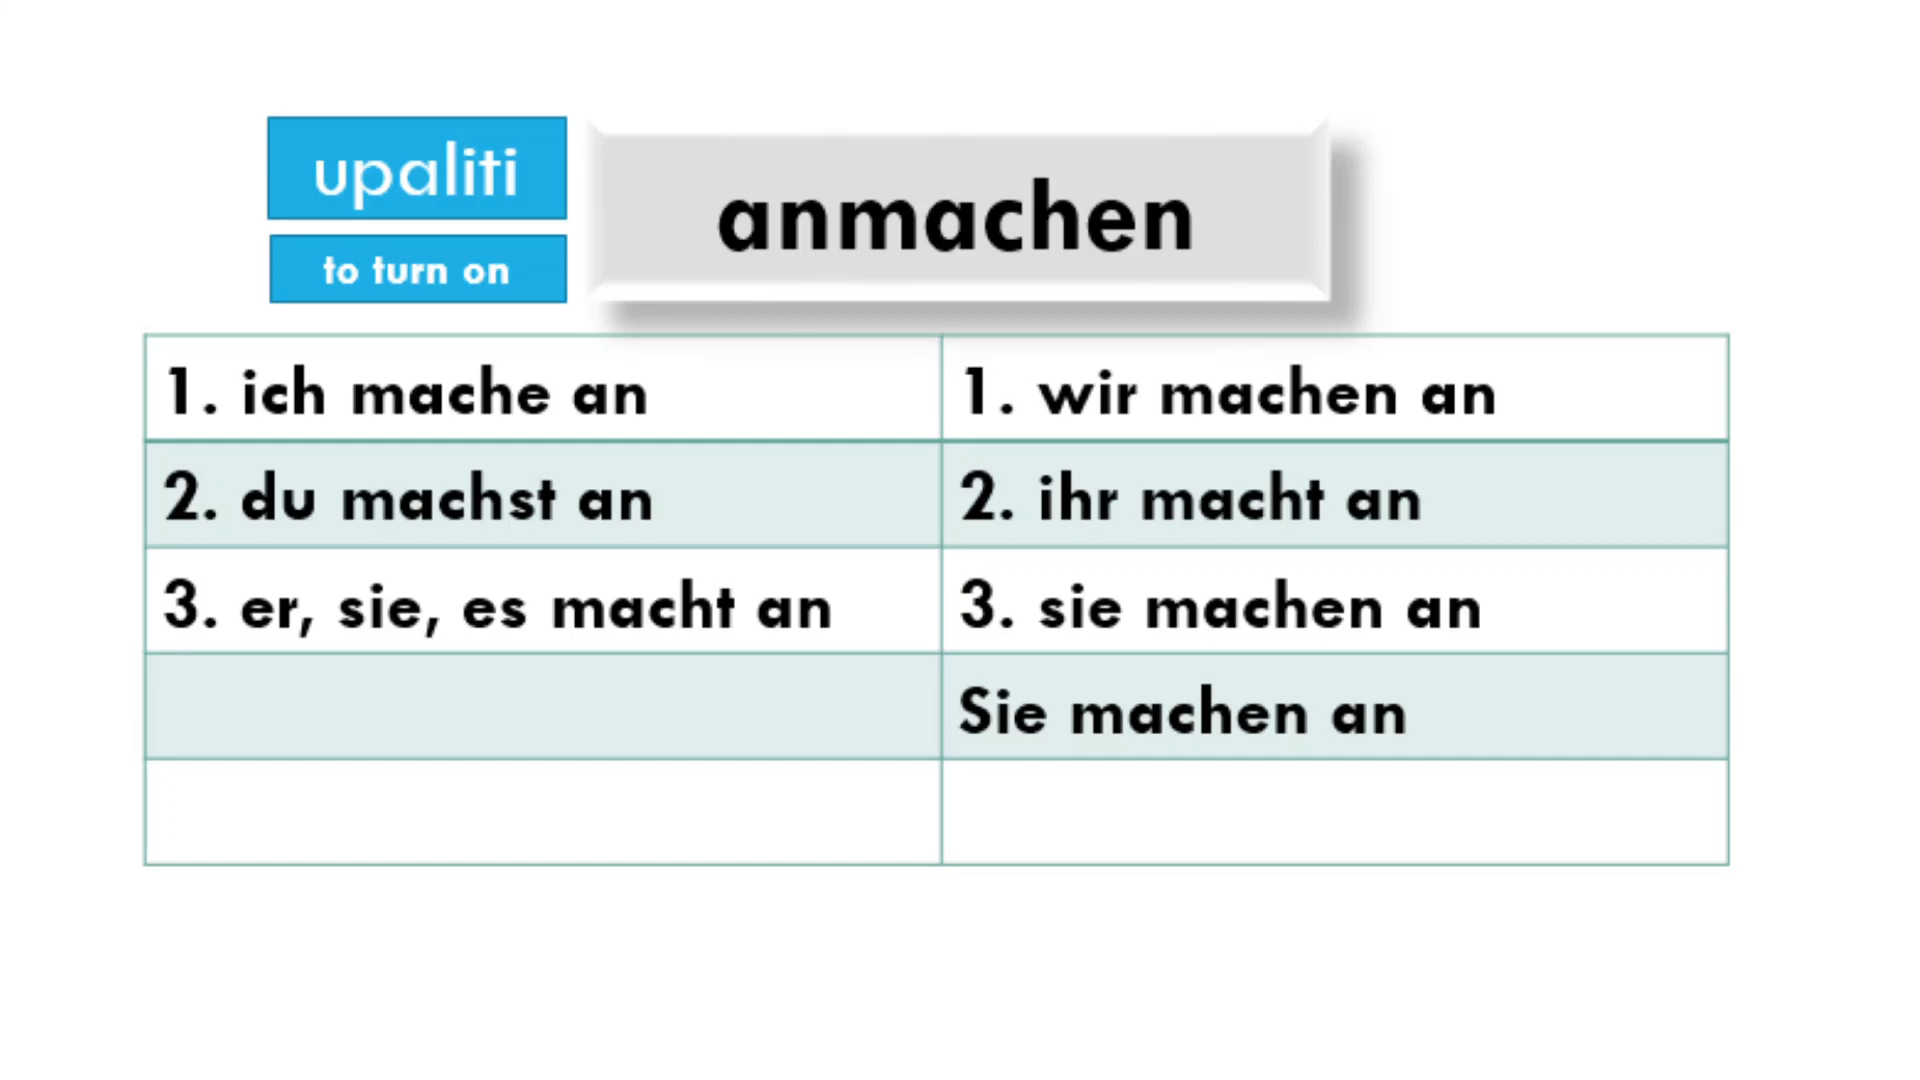 upaliti
to turn on
anmachen
1. ich mache an
1. wir machen an
2. du machst an
2. ihr macht an
3. er, sie, es macht an
3. sie machen an
Sie machen an